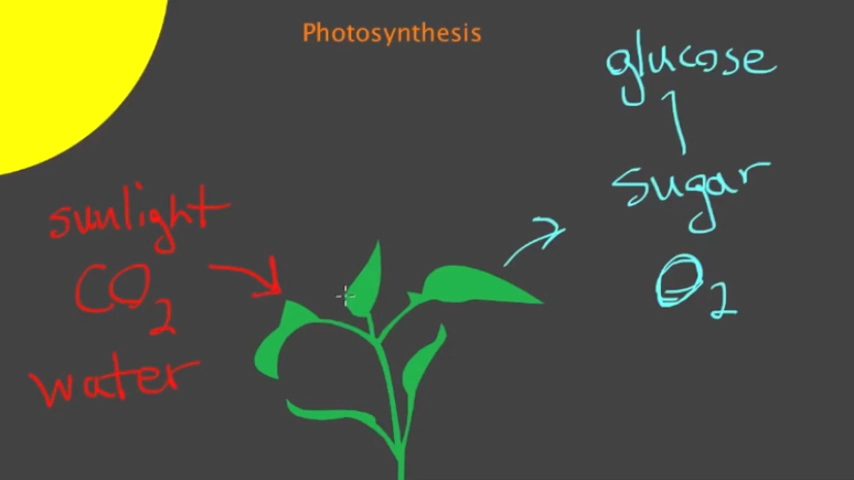 Photosynthesis
sunlight
CO2
water
glucose
sugar
O2